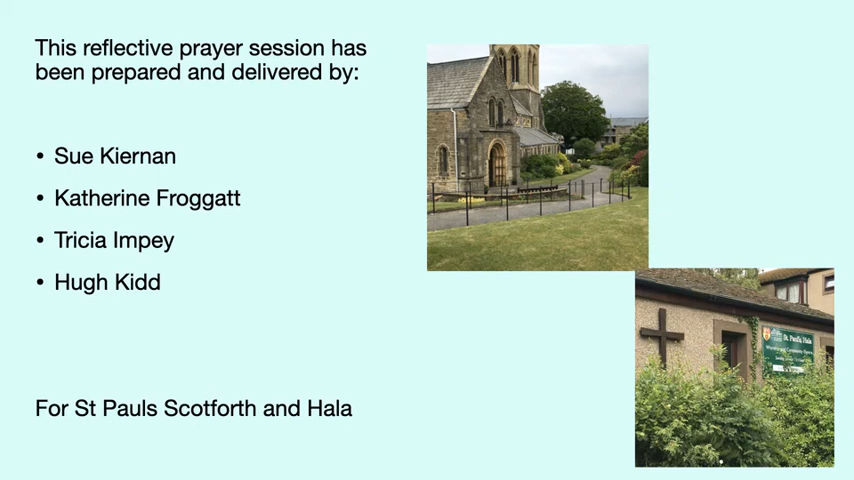 This reflective prayer session has
been prepared and delivered by:
• Sue Kiernan
• Katherine Froggatt
• Tricia Impey
• Hugh Kidd
For St Pauls Scotforth and Hala
St. Paul's, Hala